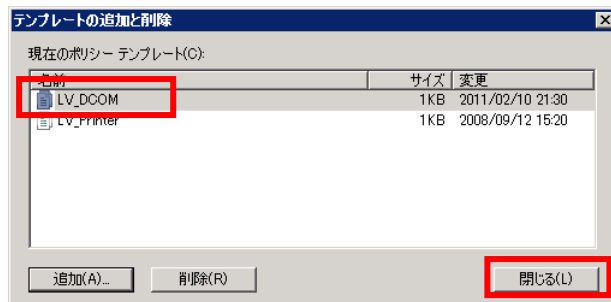 テンプレートの追加と削除
現在のポリシー テンプレート(C):
名前 サイズ 変更
LV_DCOM 1KB 2011/02/10 21:30
LV_Printer 1KB 2008/09/12 15:20
追加(A)... 削除(R) 閉じる(L)